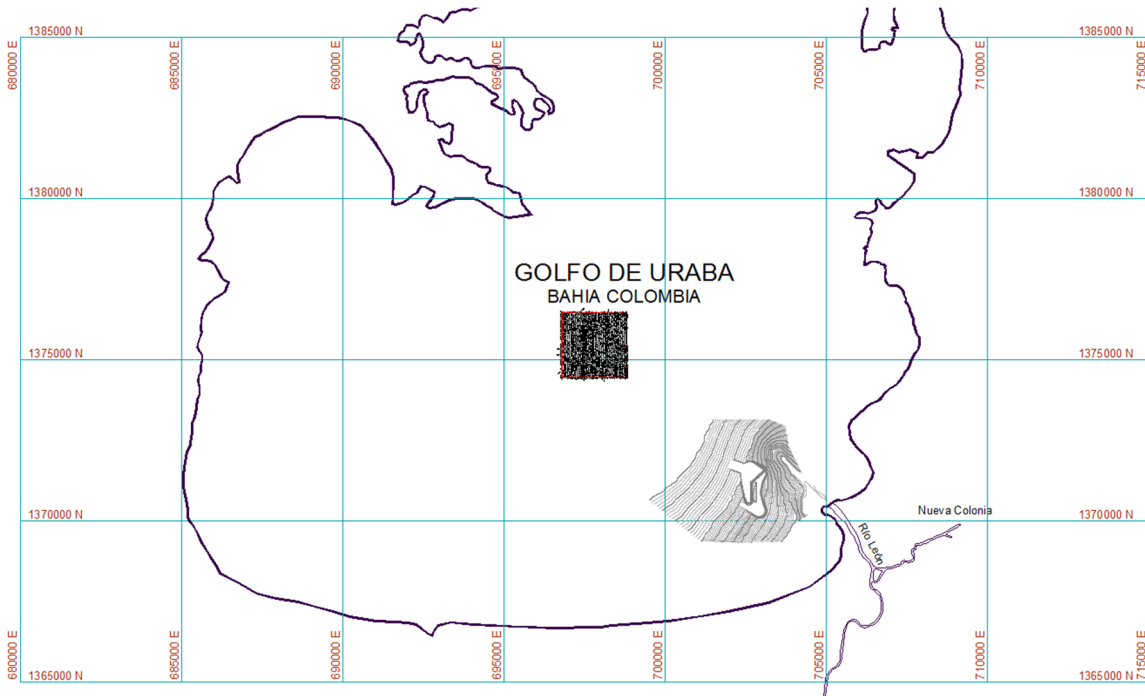 1385000 N
1385000 N
680000 E
685000 E
690000 E
695000 E
700000 E
705000 E
710000 E
715000 E
1380000 N
1380000 N
GOLFO DE URABA
BAHIA COLOMBIA
1375000 N
1375000 N
1370000 N
1370000 N
Nueva Colonia
Río León
680000 E
685000 E
690000 E
695000 E
700000 E
705000 E
710000 E
715000 E
1365000 N
1365000 N